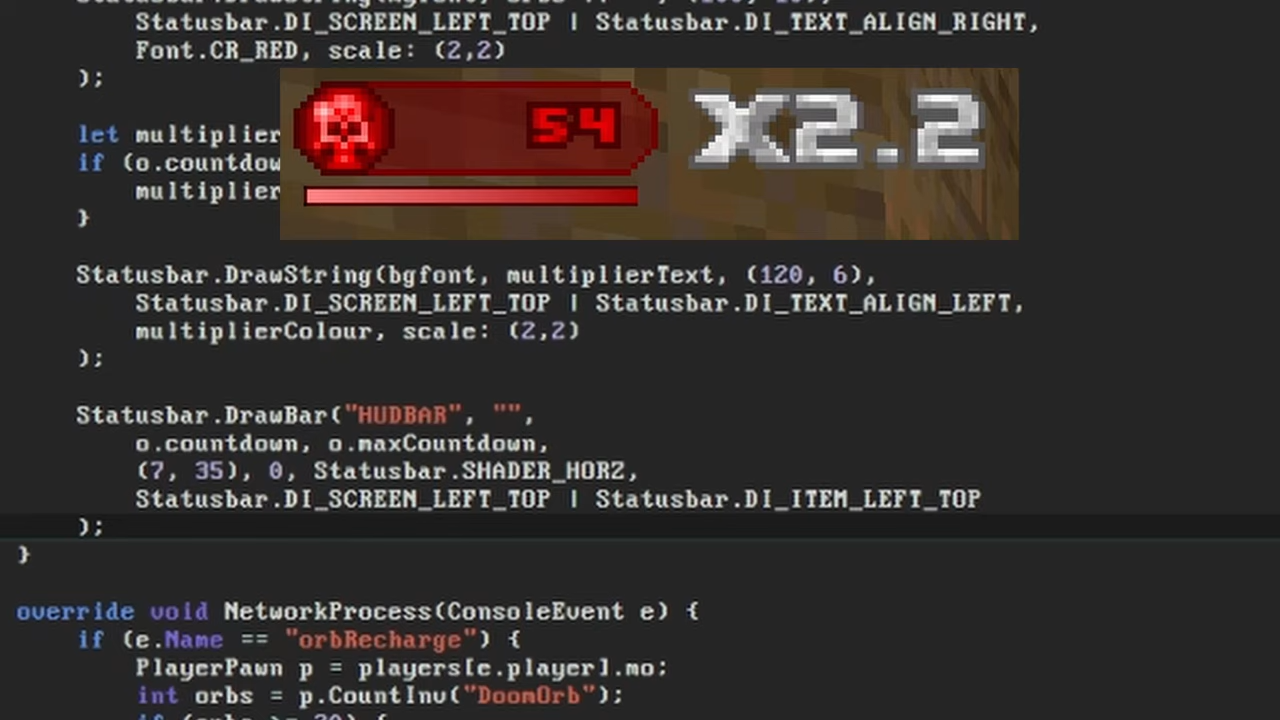 Statusbar.DI_SCREEN_LEFT_TOP | Statusbar.DI_TEXT_ALIGN_RIGHT,
Font.CR_RED, scale: (2,2)
);
54 X2.2
let multiplier
if (o.countdow
multiplier
}
Statusbar.DrawString(bgfont, multiplierText, (120, 6),
Statusbar.DI_SCREEN_LEFT_TOP | Statusbar.DI_TEXT_ALIGN_LEFT,
multiplierColour, scale: (2,2)
);
Statusbar.DrawBar("HUDBAR", "",
o.countdown, o.maxCountdown,
(7, 35), 0, Statusbar.SHADER_HORZ,
Statusbar.DI_SCREEN_LEFT_TOP | Statusbar.DI_ITEM_LEFT_TOP
);
}
override void NetworkProcess(ConsoleEvent e) {
if (e.Name == "orbRecharge") {
PlayerPawn p = players[e.player].mo;
int orbs = p.CountInv("DoomOrb");